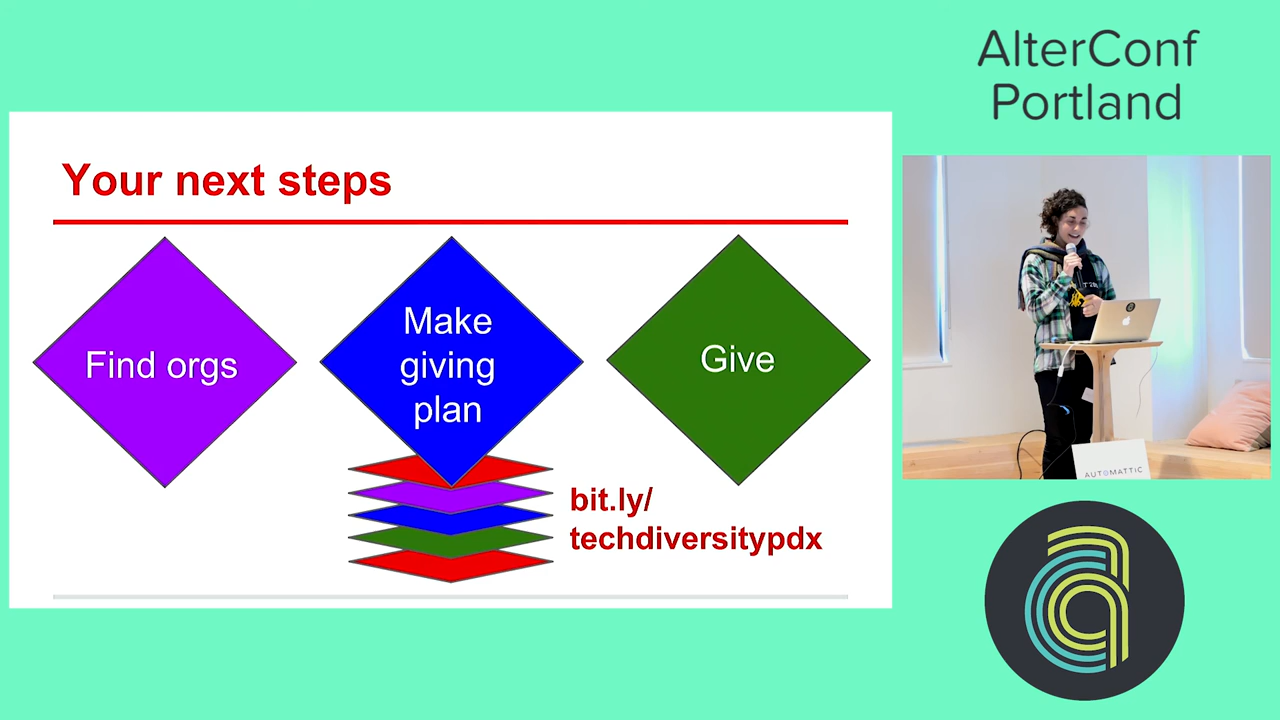 AlterConf
Portland
Your next steps
Find orgs
Make
giving
plan
Give
bit.ly/
techdiversitypdx
AUTOMATTIC